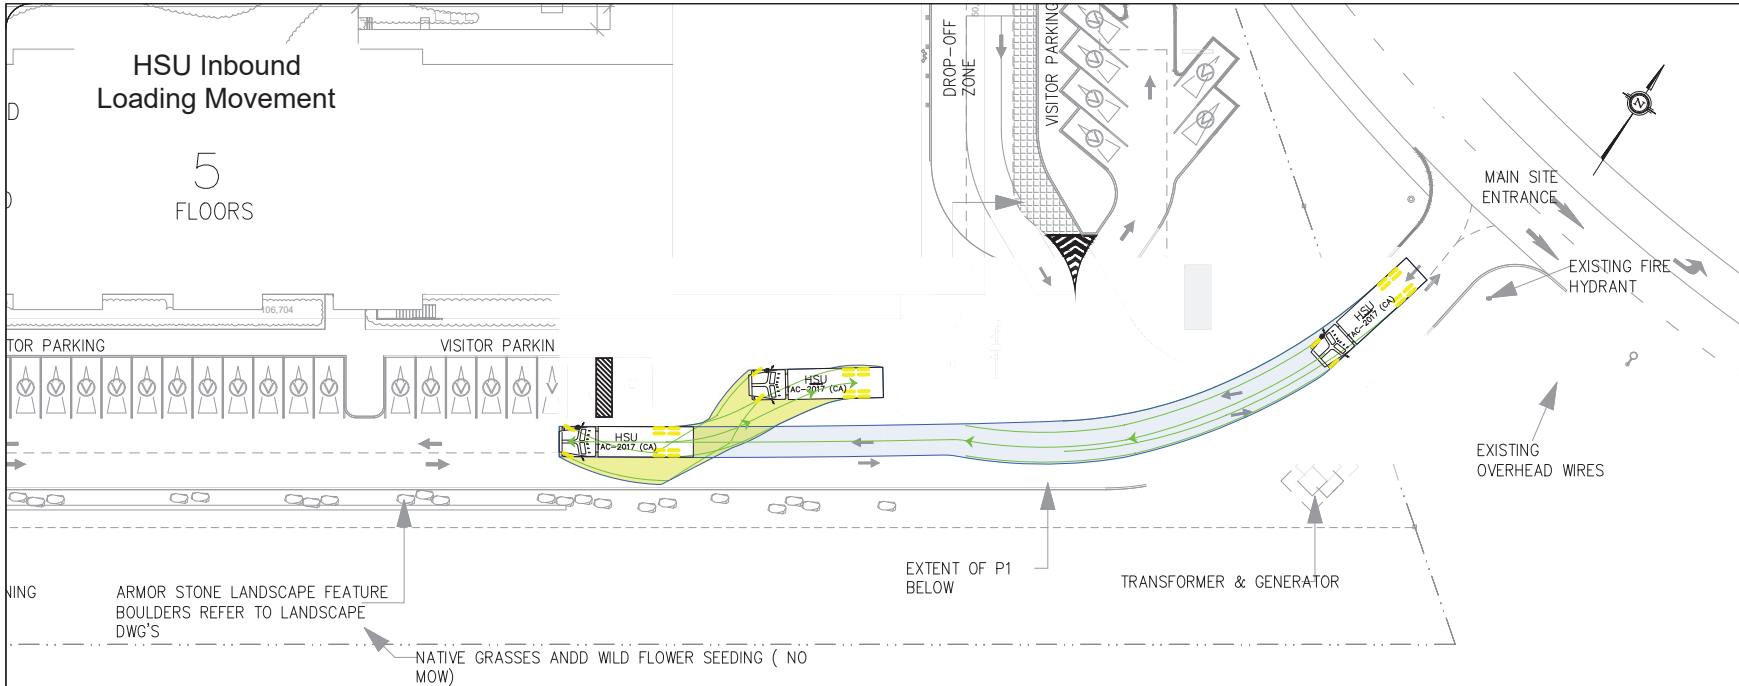 HSU Inbound
Loading Movement
5
FLOORS
D
106,704
TOR PARKING
VISITOR PARKIN
DROP-OFF
ZONE
VISITOR PARKING
MAIN SITE
ENTRANCE
EXISTING FIRE
HYDRANT
HSU
TAC-2017 (CA)
HSU
TAC-2017 (CA)
HSU
TAC-2017 (CA)
EXISTING
OVERHEAD WIRES
EXTENT OF P1
BELOW
TRANSFORMER & GENERATOR
NING
ARMOR STONE LANDSCAPE FEATURE
BOULDERS REFER TO LANDSCAPE
DWG'S
NATIVE GRASSES ANDD WILD FLOWER SEEDING ( NO
MOW)